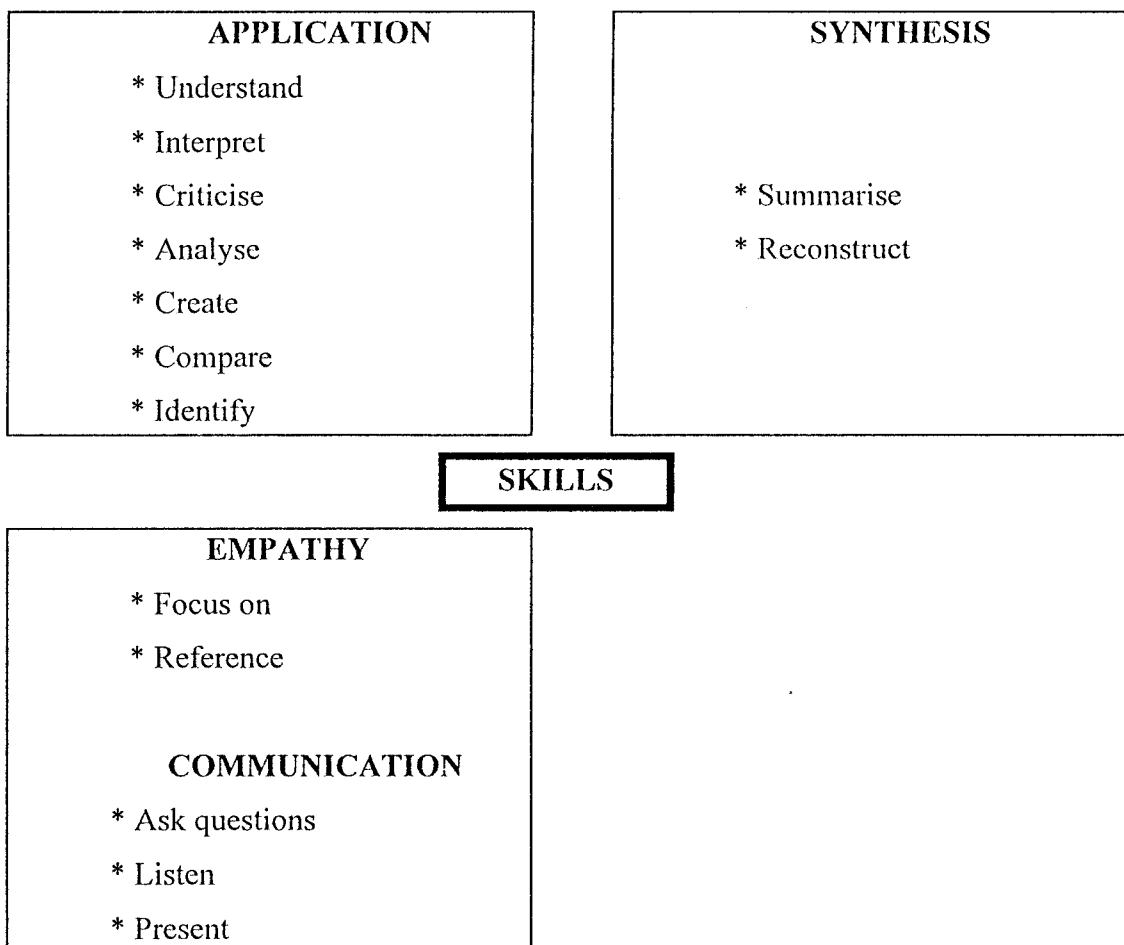 APPLICATION
* Understand
* Interpret
* Criticise
* Analyse
* Create
* Compare
* Identify
SYNTHESIS
* Summarise
* Reconstruct
SKILLS
EMPATHY
* Focus on
* Reference
COMMUNICATION
* Ask questions
* Listen
* Present